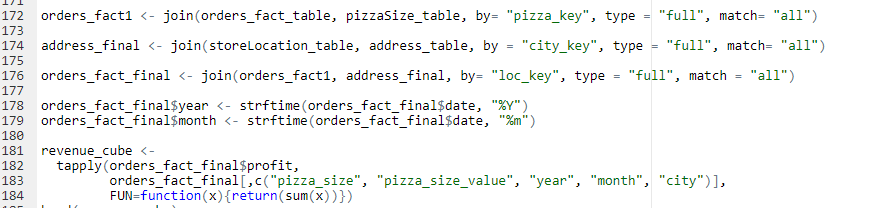 171
172 orders_fact1 <- join(orders_fact_table, pizzaSize_table, by= "pizza_key", type = "full", match= "all")
173
174 address_final <- join(storeLocation_table, address_table, by = "city_key", type = "full", match= "all")
175
176 orders_fact_final <- join(orders_fact1, address_final, by= "loc_key", type = "full", match = "all")
177
178 orders_fact_final$year <- strftime(orders_fact_final$date, "%Y")
179 orders_fact_final$month <- strftime(orders_fact_final$date, "%m")
180
181 revenue_cube <-
182 tapply(orders_fact_final$profit,
183 orders_fact_final[,c("pizza_size", "pizza_size_value", "year", "month", "city")],
184 FUN=function(x){return(sum(x))})